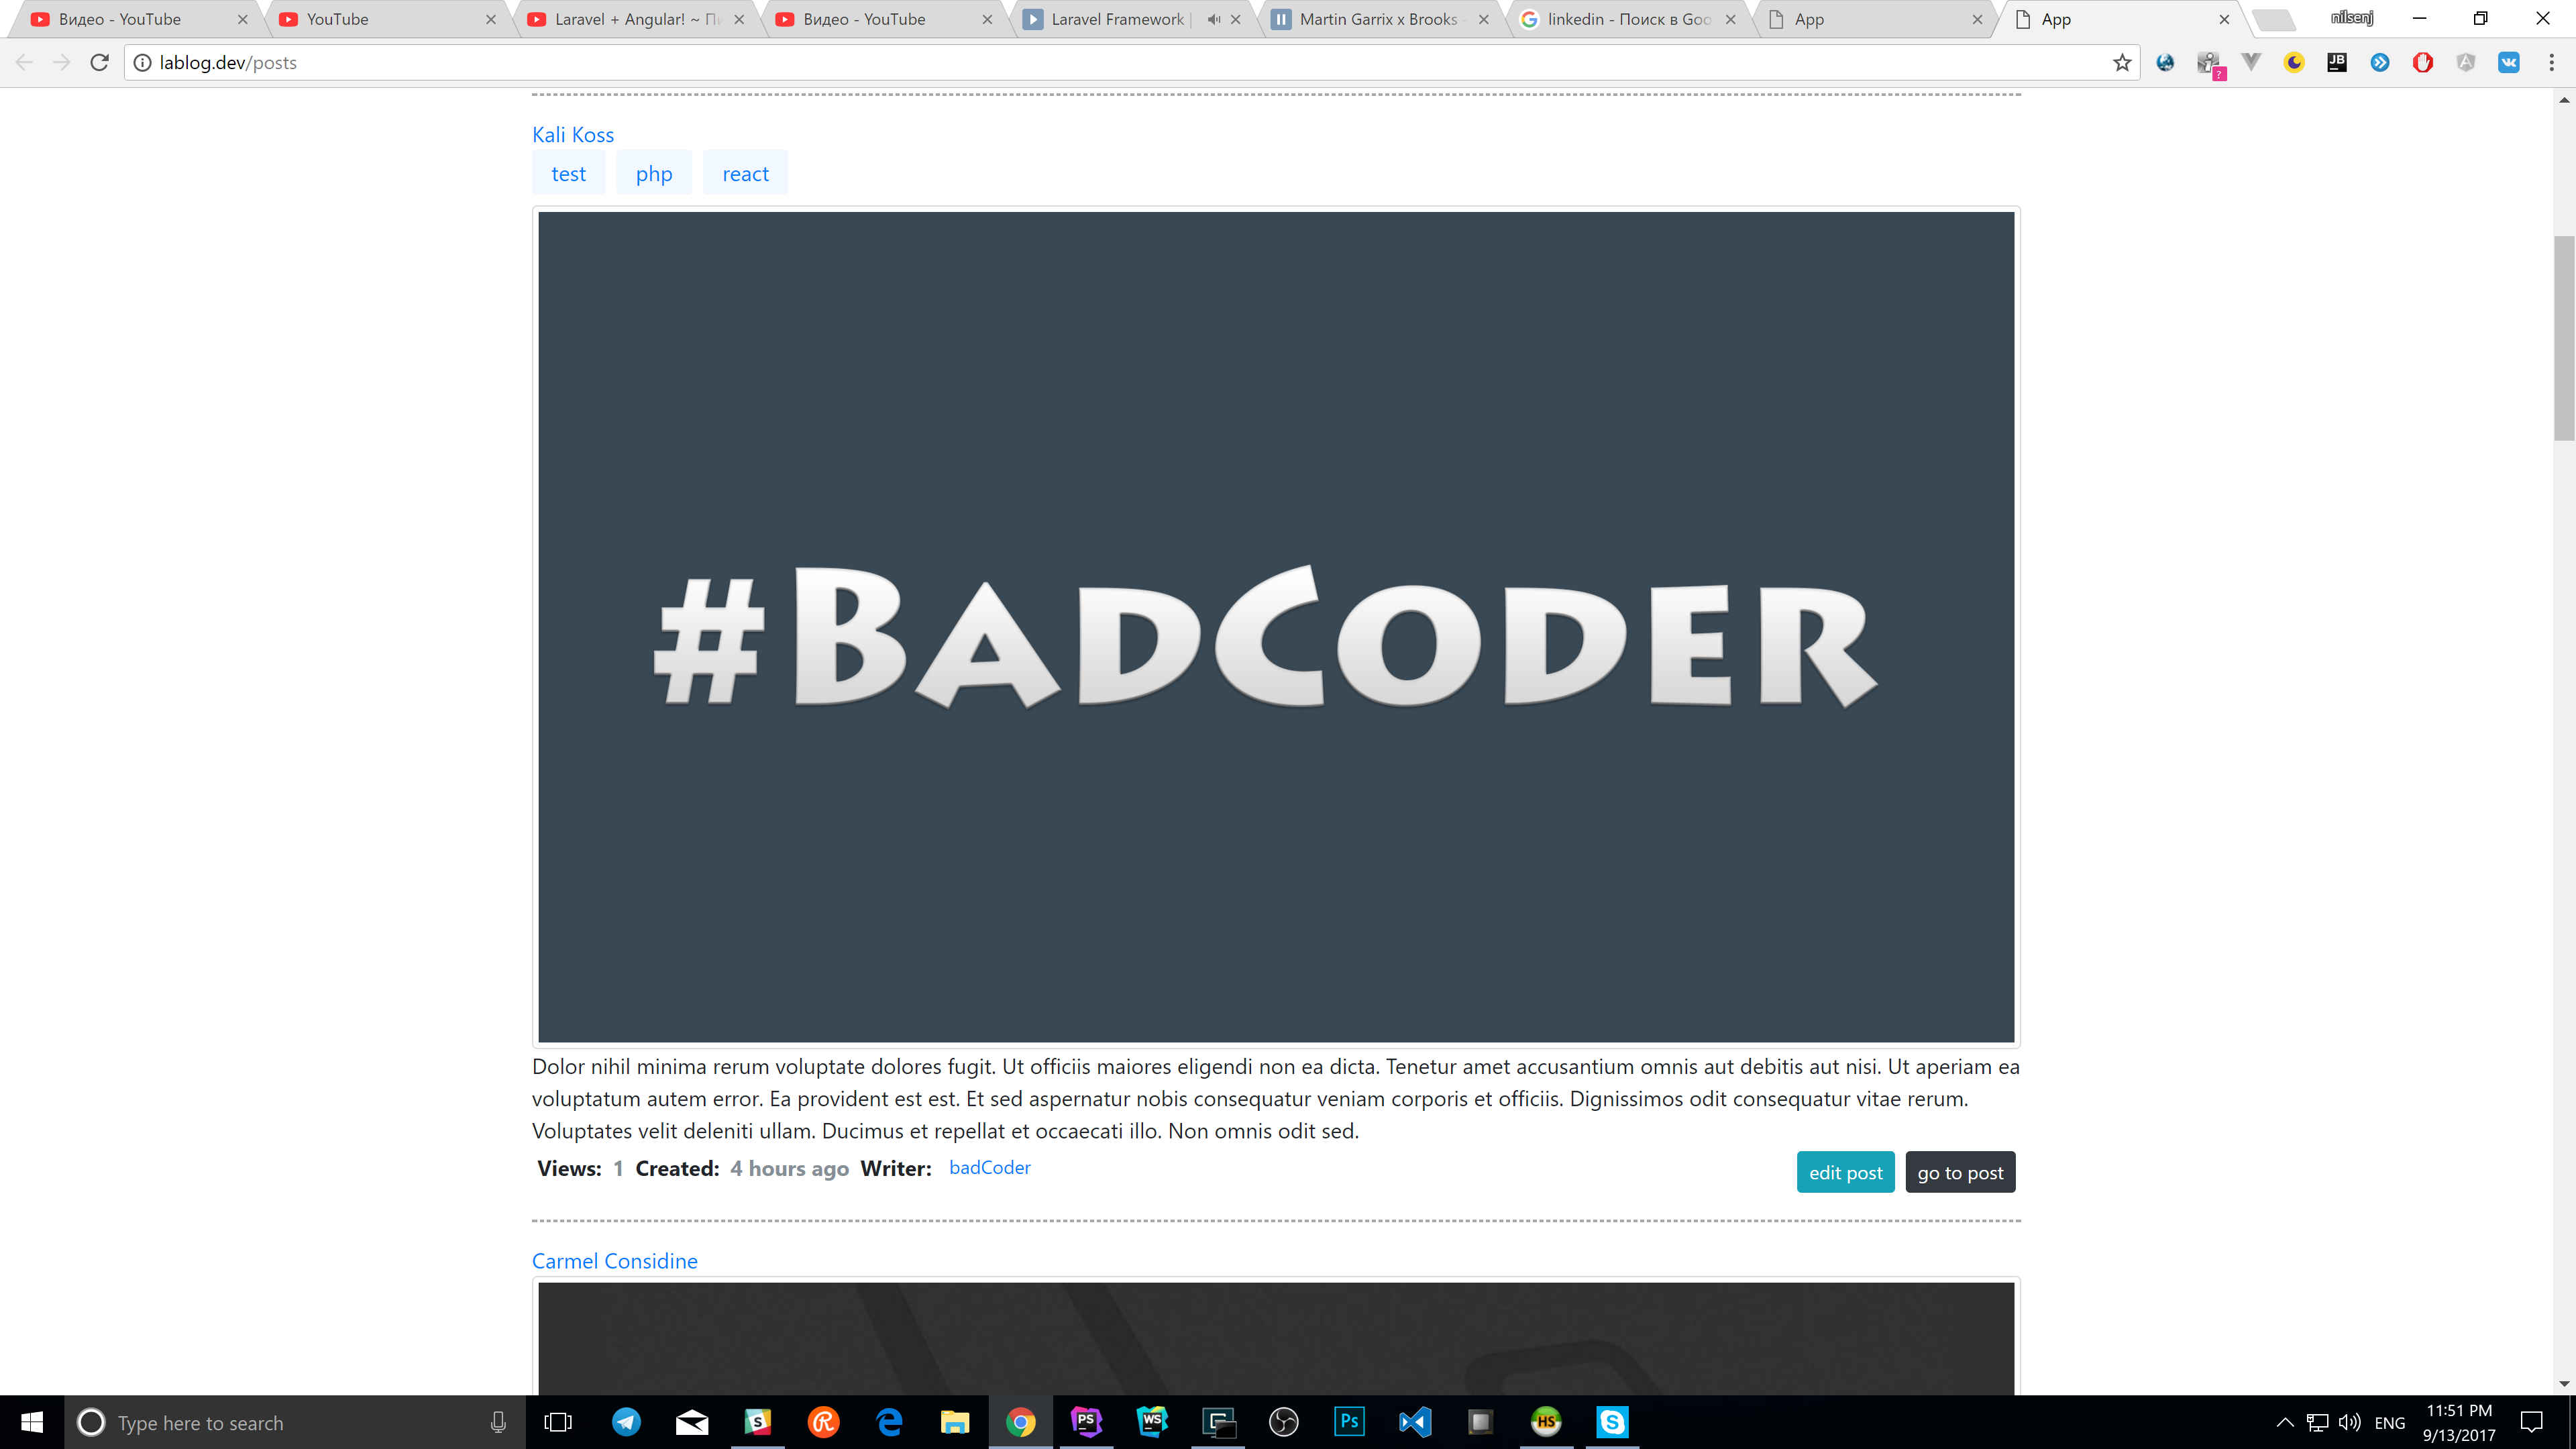 Видео - YouTube
YouTube
Laravel + Angular! ~ П
Видео - YouTube
Laravel Framework |
Martin Garrix x Brooks -
linkedin - Поиск в Goo
App
App
nilsenj
lablog.dev/posts
JB
?
Kali Koss
test php react
#BadCoder
Dolor nihil minima rerum voluptate dolores fugit. Ut officiis maiores eligendi non ea dicta. Tenetur amet accusantium omnis aut debitis aut nisi. Ut aperiam ea
voluptatum autem error. Ea provident est est. Et sed aspernatur nobis consequatur veniam corporis et officiis. Dignissimos odit consequatur vitae rerum.
Voluptates velit deleniti ullam. Ducimus et repellat et occaecati illo. Non omnis odit sed.
Views: 1 Created: 4 hours ago Writer: badCoder
edit post go to post
Carmel Considine
Type here to search
PS
WS
Ps
HS
ENG
11:51 PM
9/13/2017